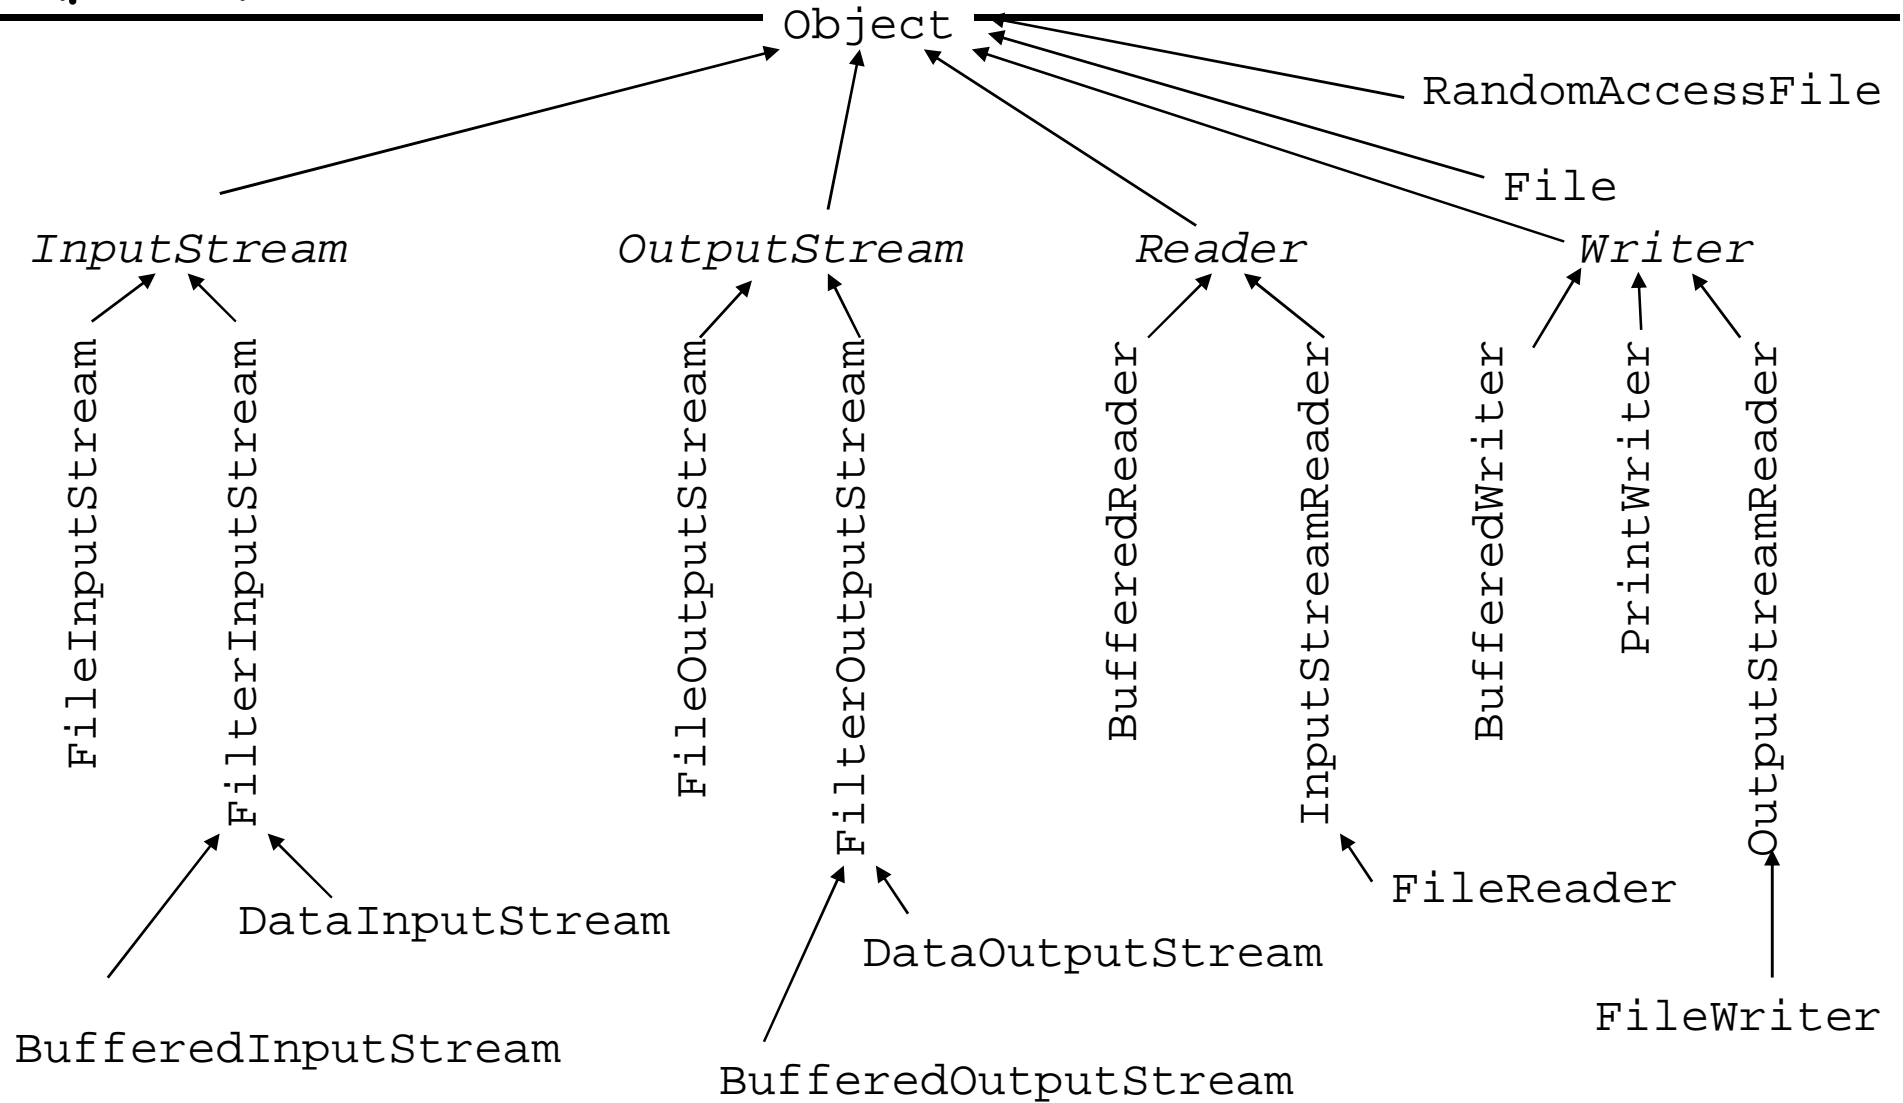 Object
RandomAccessFile
File
InputStream
OutputStream
Reader
Writer
FileInputStream
FilterInputStream
FileOutputStream
FilterOutputStream
BufferedReader
InputStreamReader
BufferedWriter
PrintWriter
OutputStreamReader
FileReader
DataInputStream
DataOutputStream
FileWriter
BufferedInputStream
BufferedOutputStream